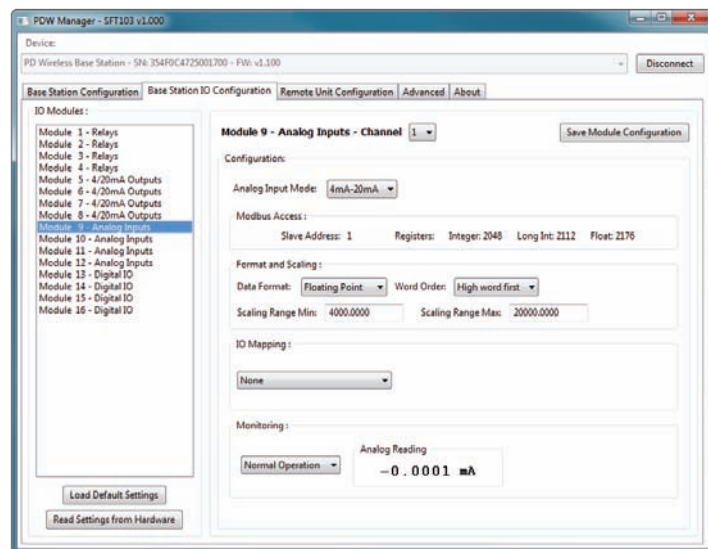 PDW Manager - SFT103 v1.000
Device:
PD Wireless Base Station - SN: 354F0C4725001700 - FW: v1.100
Disconnect
Base Station Configuration Base Station IO Configuration Remote Unit Configuration Advanced About
IO Modules :
Module 1 - Relays
Module 2 - Relays
Module 3 - Relays
Module 4 - Relays
Module 5 - 4/20mA Outputs
Module 6 - 4/20mA Outputs
Module 7 - 4/20mA Outputs
Module 8 - 4/20mA Outputs
Module 9 - Analog Inputs
Module 10 - Analog Inputs
Module 11 - Analog Inputs
Module 12 - Analog Inputs
Module 13 - Digital IO
Module 14 - Digital IO
Module 15 - Digital IO
Module 16 - Digital IO
Load Default Settings
Read Settings from Hardware
Module 9 - Analog Inputs - Channel 1
Save Module Configuration
Configuration:
Analog Input Mode: 4mA-20mA
Modbus Access :
Slave Address: 1 Registers: Integer: 2048 Long Int: 2112 Float: 2176
Format and Scaling :
Data Format: Floating Point Word Order: High word first
Scaling Range Min: 4000.0000 Scaling Range Max: 20000.0000
IO Mapping :
None
Monitoring :
Analog Reading
Normal Operation -0.0001 mA